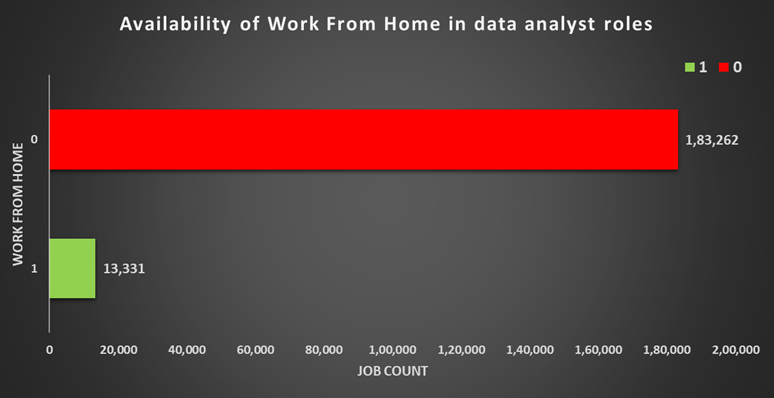 Availability of Work From Home in data analyst roles
1 0
WORK FROM HOME
0
1,83,262
1
13,331
0 20,000 40,000 60,000 80,000 1,00,000 1,20,000 1,40,000 1,60,000 1,80,000 2,00,000
JOB COUNT